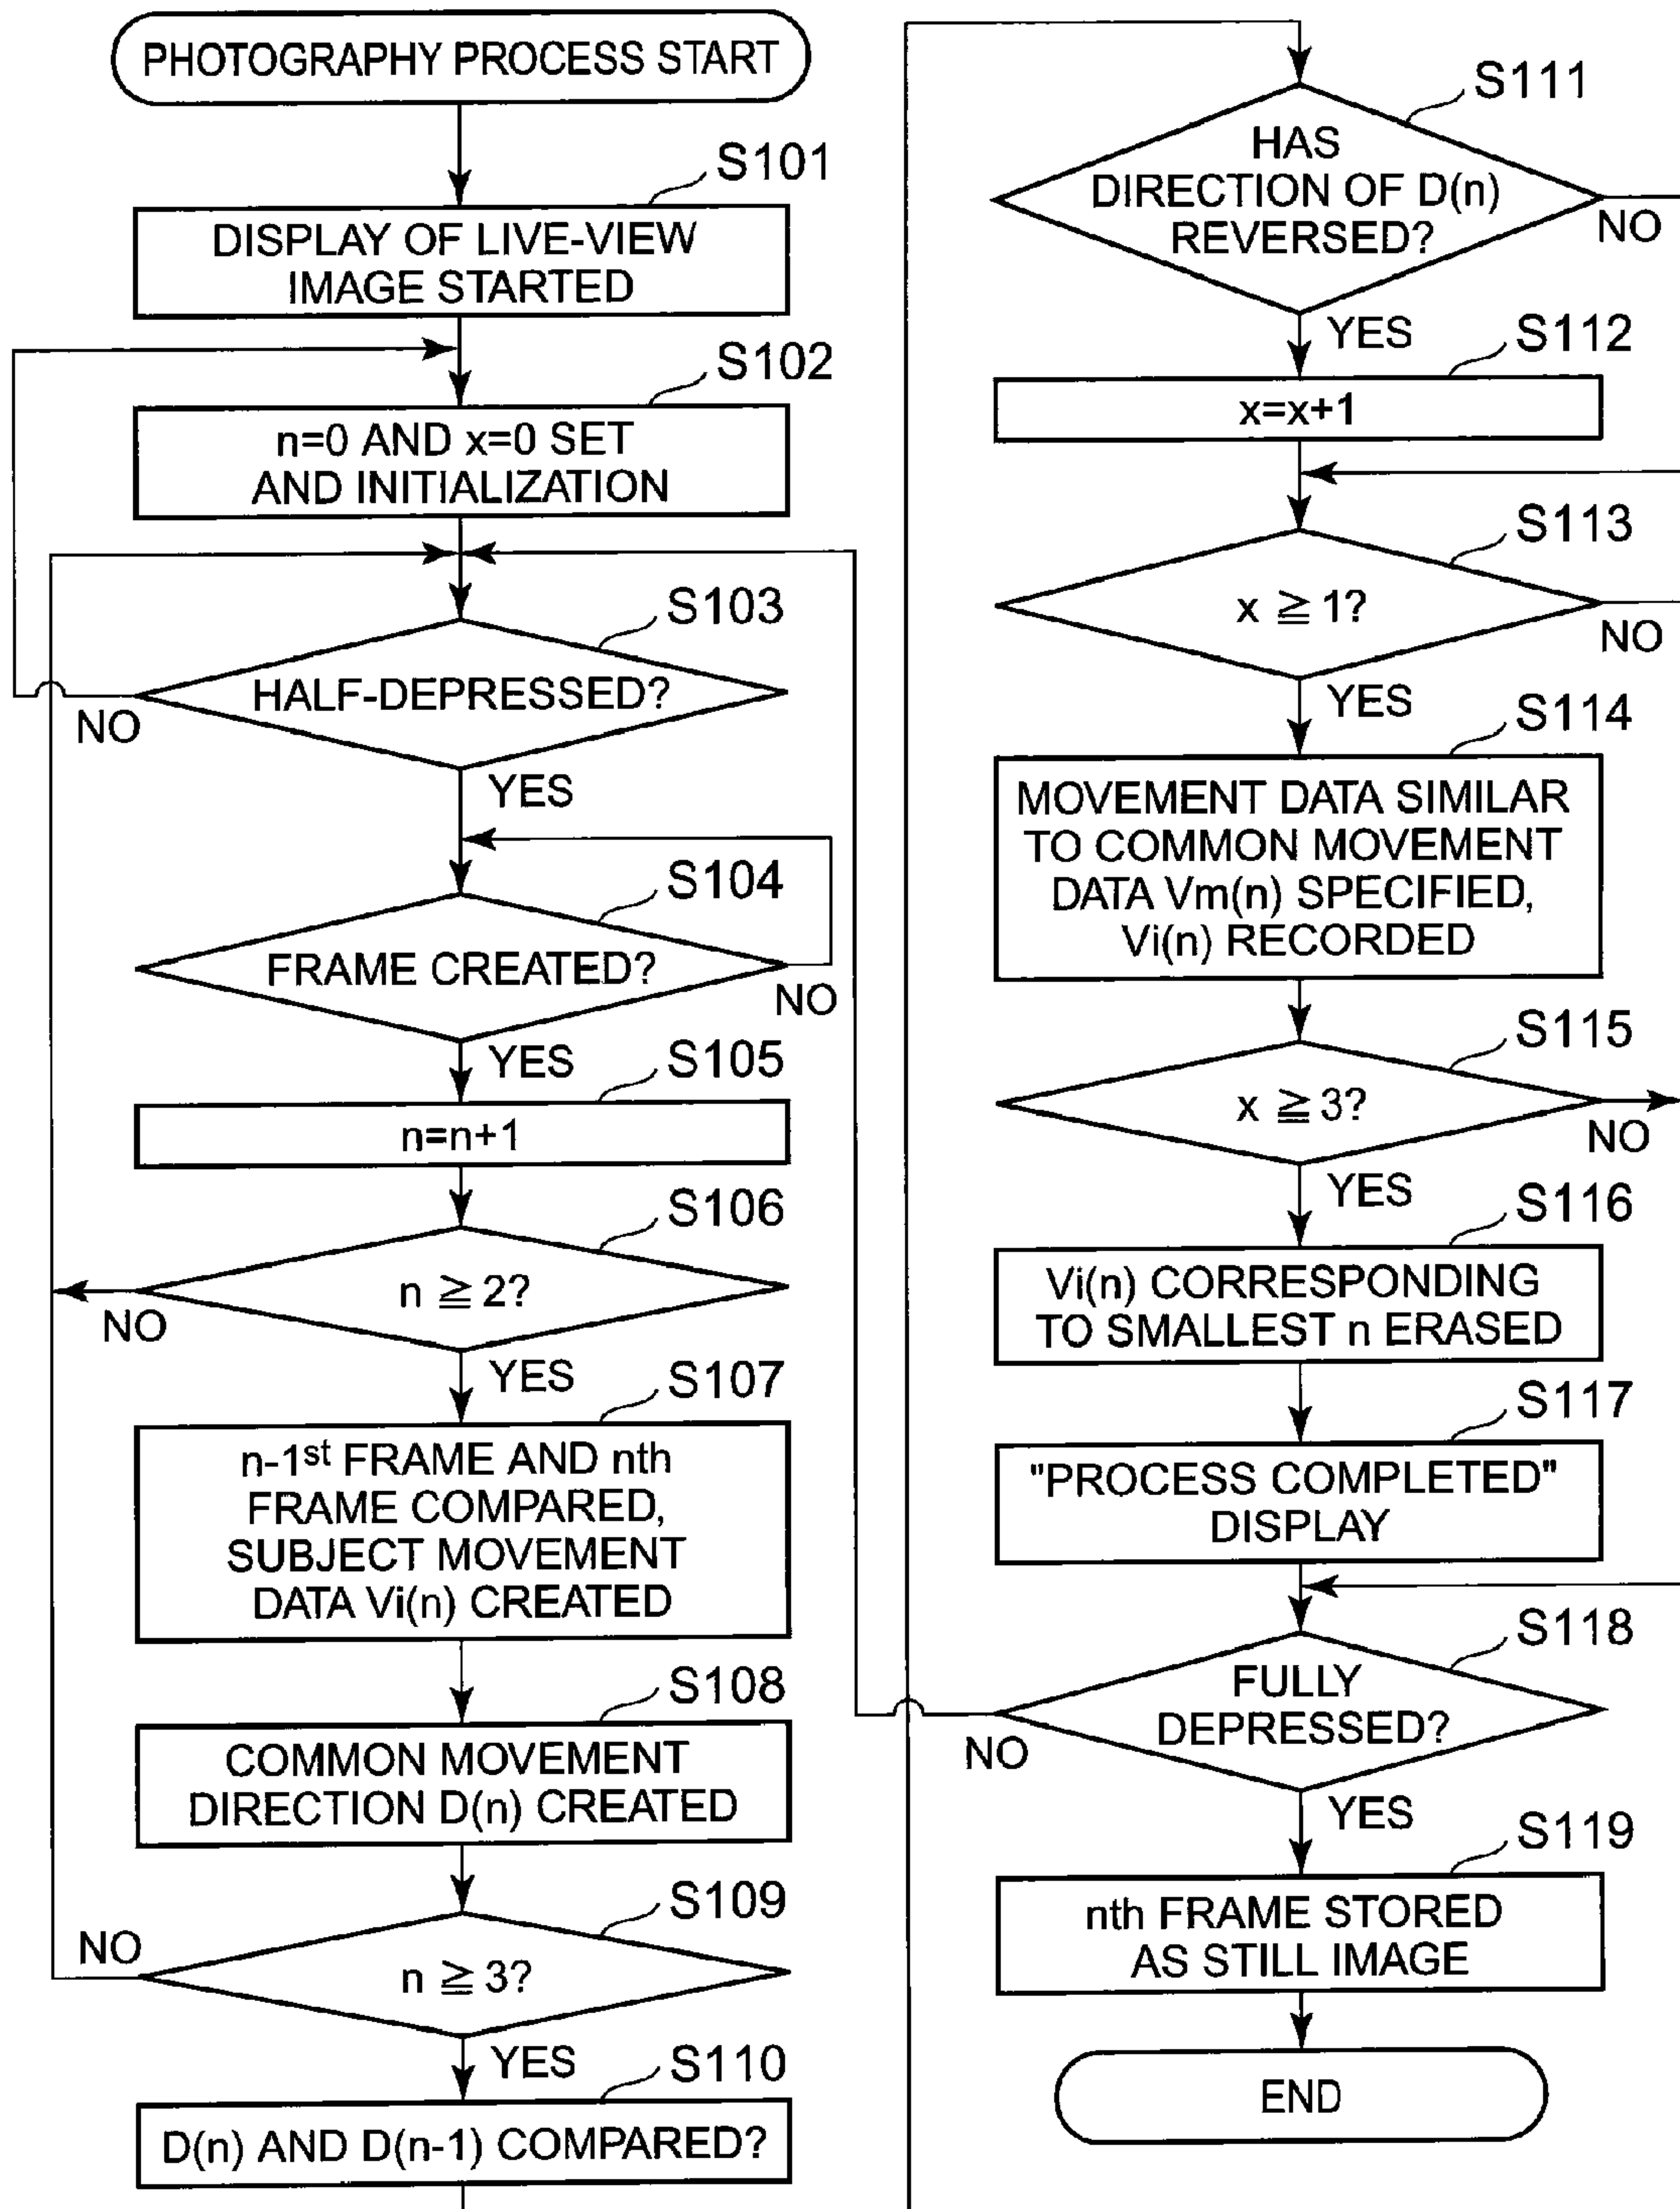 PHOTOGRAPHY PROCESS START
S101
DISPLAY OF LIVE-VIEW
IMAGE STARTED
S102
n=0 AND x=0 SET
AND INITIALIZATION
S103
HALF-DEPRESSED?
NO
YES
S104
FRAME CREATED?
NO
YES
S105
n=n+1
S106
n ≧ 2?
NO
YES
S107
n-1st FRAME AND nth
FRAME COMPARED,
SUBJECT MOVEMENT
DATA Vi(n) CREATED
S108
COMMON MOVEMENT
DIRECTION D(n) CREATED
S109
NO
n ≧ 3?
YES
S110
D(n) AND D(n-1) COMPARED?
S111
HAS
DIRECTION OF D(n)
REVERSED?
NO
YES
S112
x=x+1
S113
x ≧ 1?
NO
YES
S114
MOVEMENT DATA SIMILAR
TO COMMON MOVEMENT
DATA Vm(n) SPECIFIED,
Vi(n) RECORDED
S115
x ≧ 3?
NO
YES
S116
Vi(n) CORRESPONDING
TO SMALLEST n ERASED
S117
"PROCESS COMPLETED"
DISPLAY
S118
FULLY
DEPRESSED?
NO
YES
S119
nth FRAME STORED
AS STILL IMAGE
END